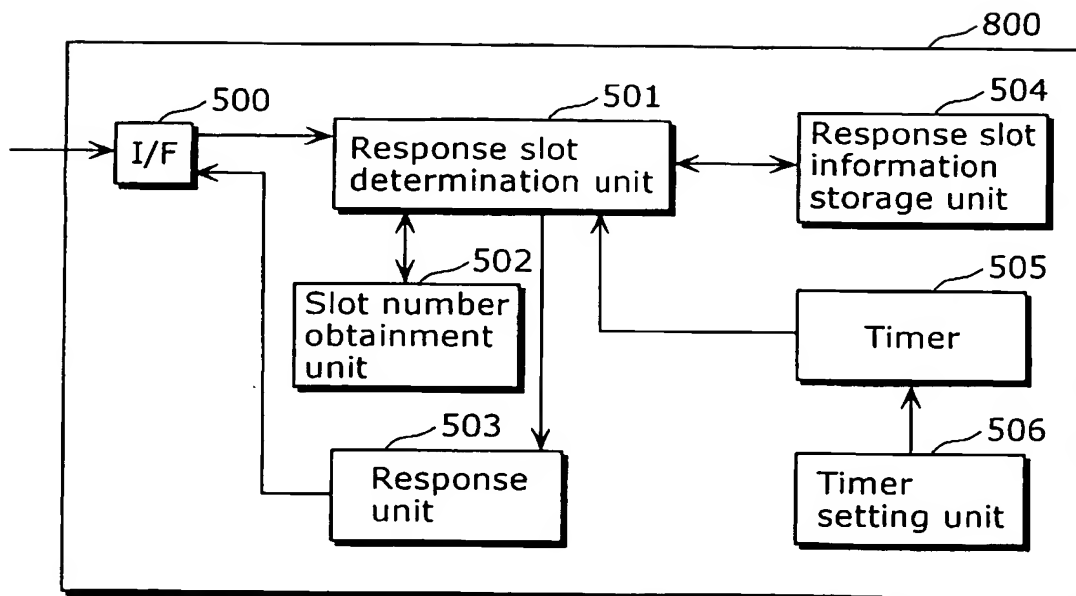 800
500
I/F
501
Response slot
determination unit
504
Response slot
information
storage unit
502
Slot number
obtainment
unit
505
Timer
503
Response
unit
506
Timer
setting unit